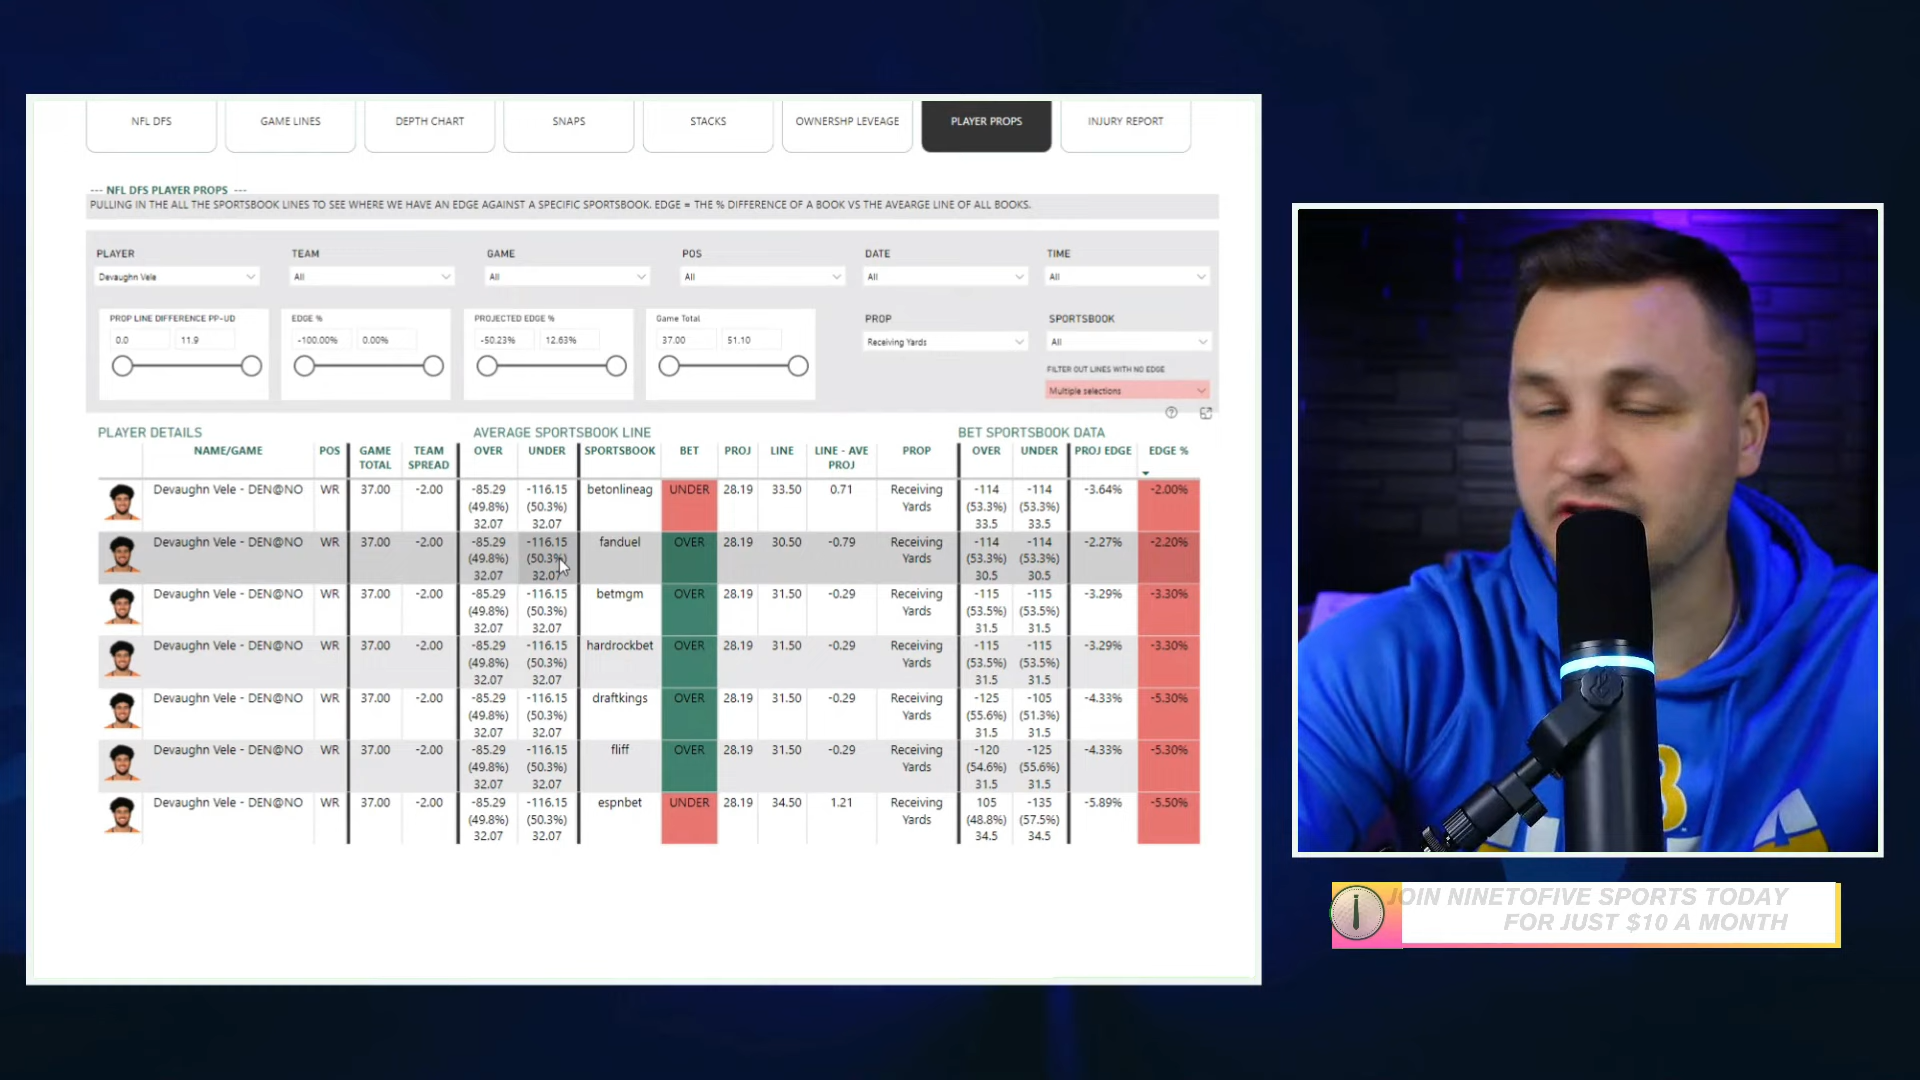 NFL DFS
GAME LINES
DEPTH CHART
SNAPS
STACKS
OWNERSHP LEVEAGE
PLAYER PROPS
INJURY REPORT
--- NFL DFS PLAYER PROPS ---
PULLING IN THE ALL THE SPORTSBOOK LINES TO SEE WHERE WE HAVE AN EDGE AGAINST A SPECIFIC SPORTSBOOK. EDGE = THE % DIFFERENCE OF A BOOK VS THE AVEARGE LINE OF ALL BOOKS.
PLAYER TEAM GAME POS DATE TIME
Devaughn Vele All All All All All
PROP LINE DIFFERENCE PP-UD EDGE % PROJECTED EDGE % Game Total PROP SPORTSBOOK
0.0 11.9 -100.00% 0.00% -50.23% 12.63% 37.00 51.10 Receiving Yards All
FILTER OUT LINES WITH NO EDGE
Multiple selections
PLAYER DETAILS AVERAGE SPORTSBOOK LINE BET SPORTSBOOK DATA
NAME/GAME POS GAME OVER UNDER SPORTSBOOK BET PROJ LINE LINE - AVE PROP OVER UNDER PROJ EDGE EDGE %
TOTAL TEAM SPREAD PROJ
Devaughn Vele - DEN@NO WR 37.00 -2.00 -85.29 -116.15 betonlineag UNDER 28.19 33.50 0.71 Receiving -114 -114 -3.64% -2.00%
(49.8%) (50.3%) Yards (53.3%) (53.3%)
32.07 32.07 33.5 33.5
Devaughn Vele - DEN@NO WR 37.00 -2.00 -85.29 -116.15 fanduel OVER 28.19 30.50 -0.79 Receiving -114 -114 -2.27% -2.20%
(49.8%) (50.3%) Yards (53.3%) (53.3%)
32.07 32.07 30.5 30.5
Devaughn Vele - DEN@NO WR 37.00 -2.00 -85.29 -116.15 betmgm OVER 28.19 31.50 -0.29 Receiving -115 -115 -3.29% -3.30%
(49.8%) (50.3%) Yards (53.5%) (53.5%)
32.07 32.07 31.5 31.5
Devaughn Vele - DEN@NO WR 37.00 -2.00 -85.29 -116.15 hardrockbet OVER 28.19 31.50 -0.29 Receiving -115 -115 -3.29% -3.30%
(49.8%) (50.3%) Yards (53.5%) (53.5%)
32.07 32.07 31.5 31.5
Devaughn Vele - DEN@NO WR 37.00 -2.00 -85.29 -116.15 draftkings OVER 28.19 31.50 -0.29 Receiving -125 -105 -4.33% -5.30%
(49.8%) (50.3%) Yards (55.6%) (51.3%)
32.07 32.07 31.5 31.5
Devaughn Vele - DEN@NO WR 37.00 -2.00 -85.29 -116.15 fliff OVER 28.19 31.50 -0.29 Receiving -120 -125 -4.33% -5.30%
(49.8%) (50.3%) Yards (54.6%) (55.6%)
32.07 32.07 31.5 31.5
Devaughn Vele - DEN@NO WR 37.00 -2.00 -85.29 -116.15 espnbet UNDER 28.19 34.50 1.21 Receiving 105 -135 -5.89% -5.50%
(49.8%) (50.3%) Yards (48.8%) (57.5%)
32.07 32.07 34.5 34.5
JOIN NINETOFIVE SPORTS TODAY
FOR JUST $10 A MONTH